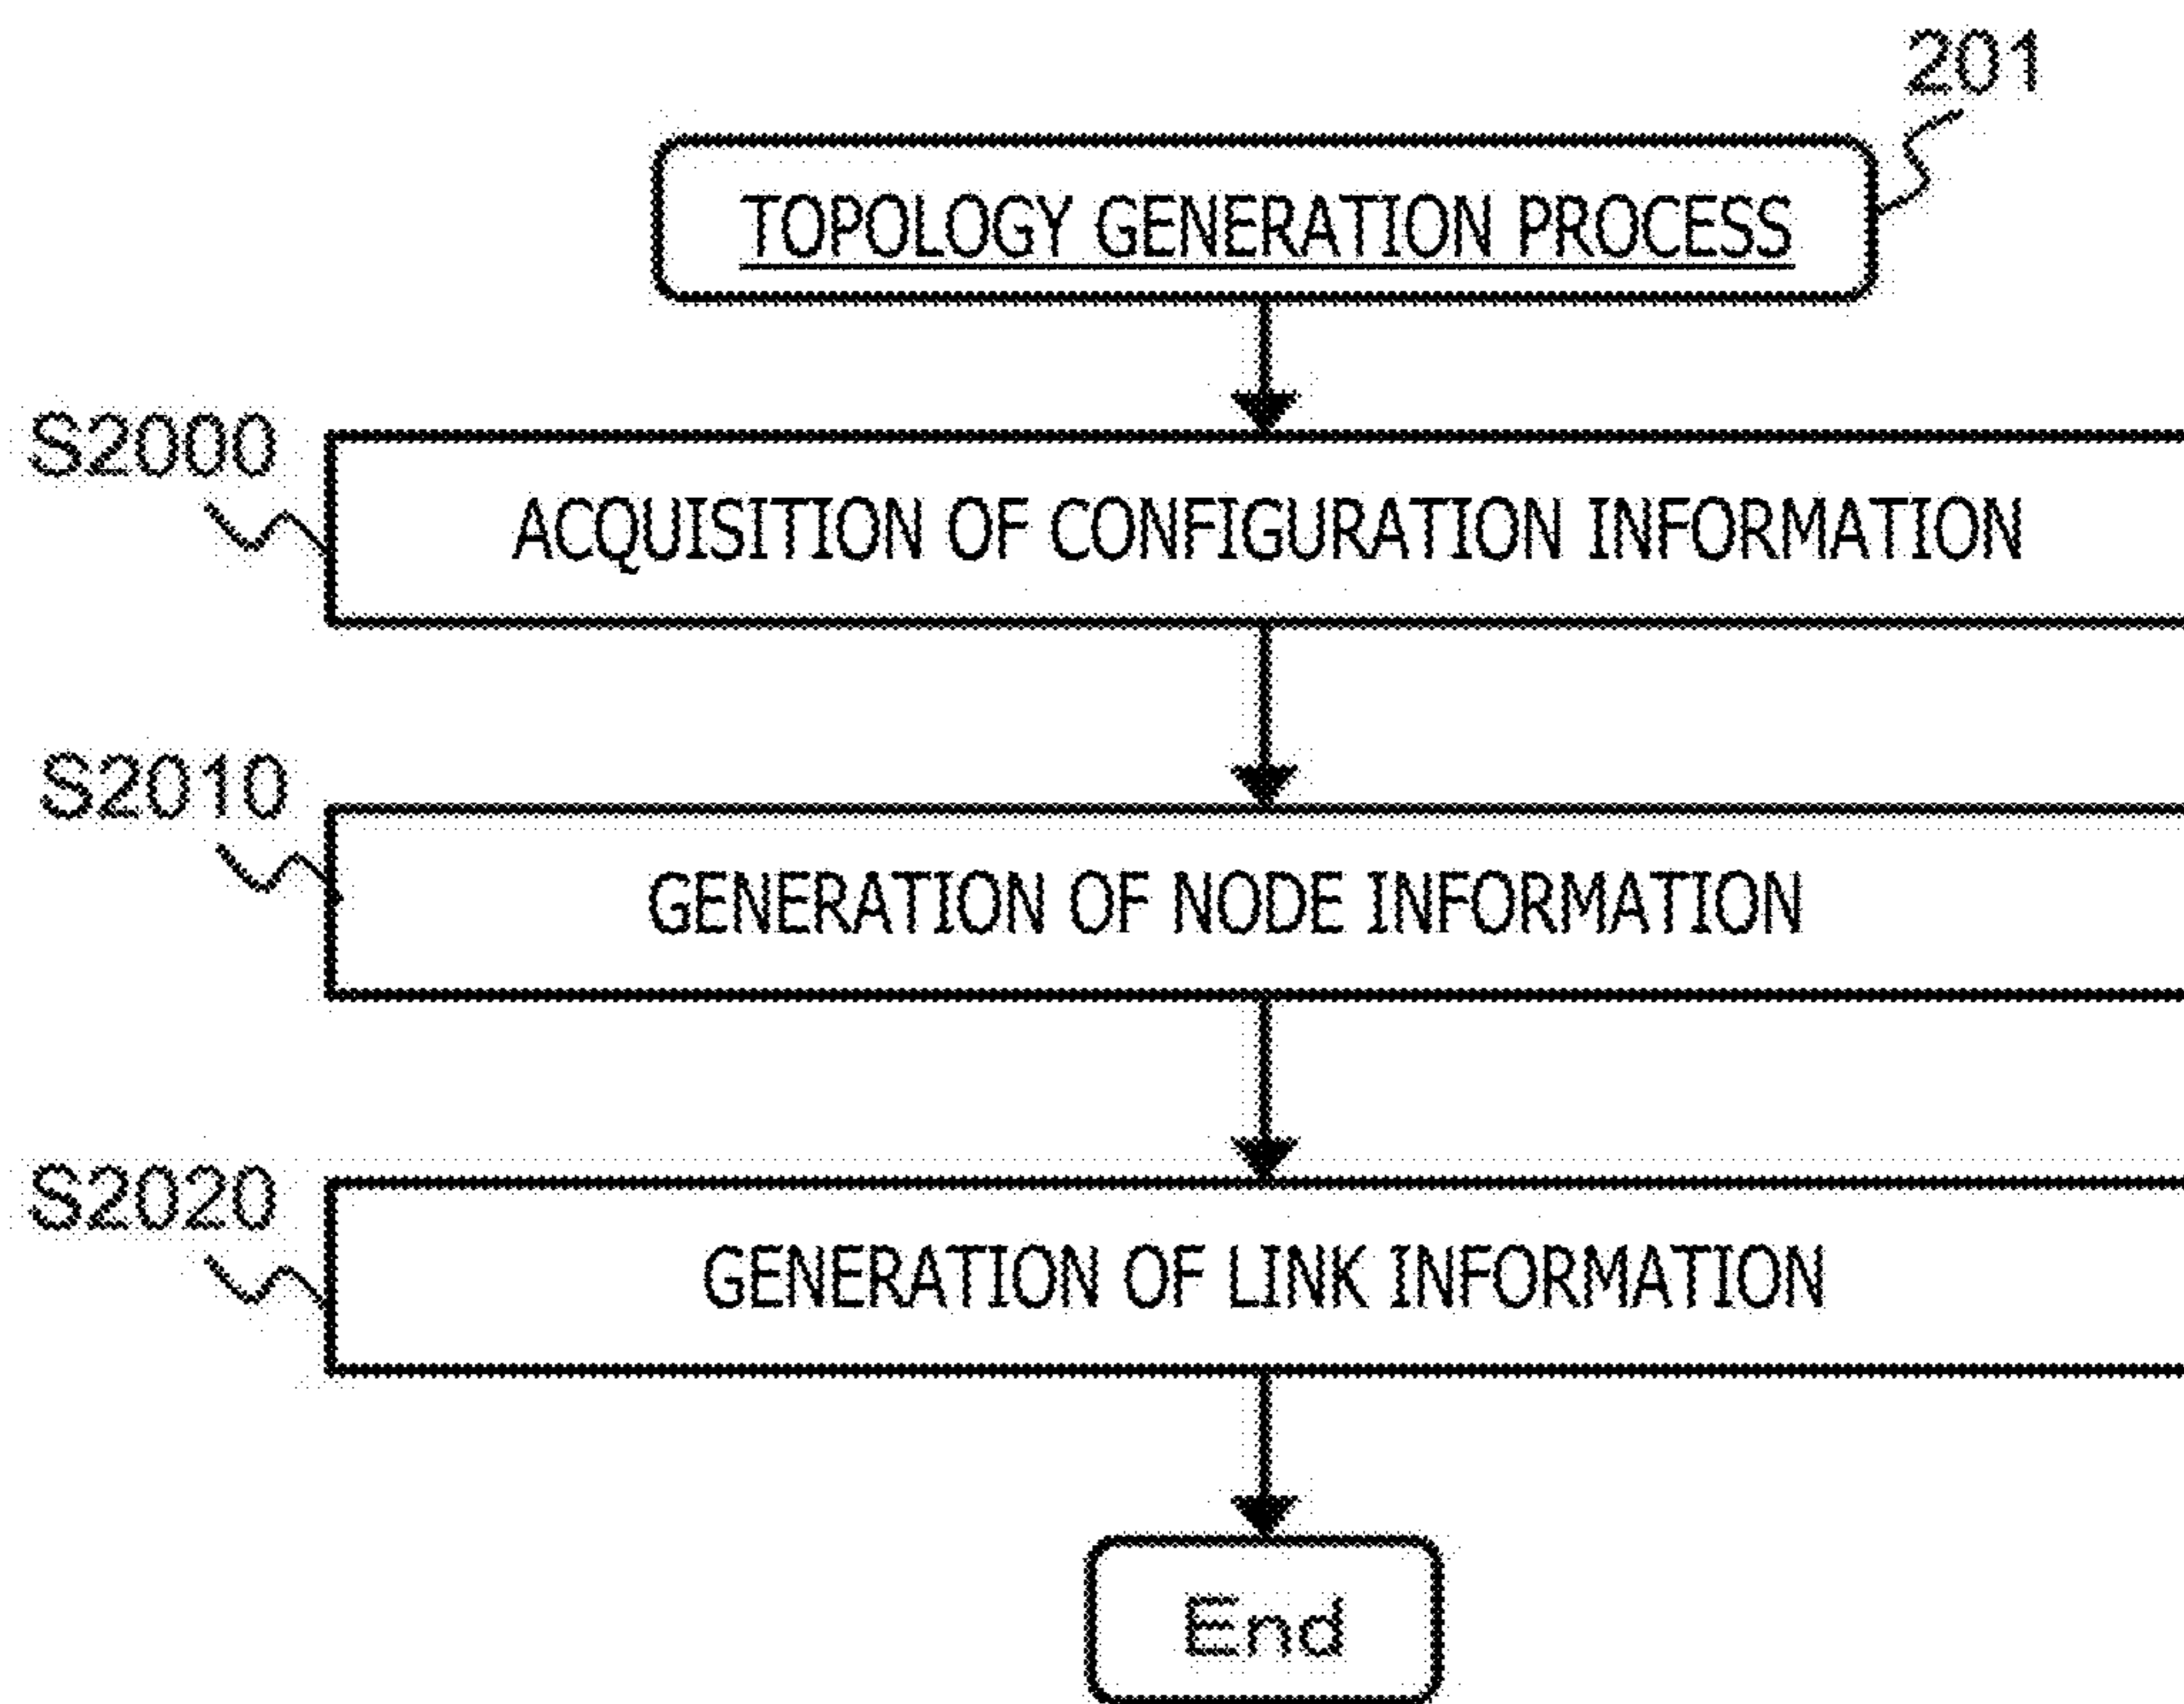 201
TOPOLOGY GENERATION PROCESS
S2000
ACQUISITION OF CONFIGURATION INFORMATION
S2010
GENERATION OF NODE INFORMATION
S2020
GENERATION OF LINK INFORMATION
End